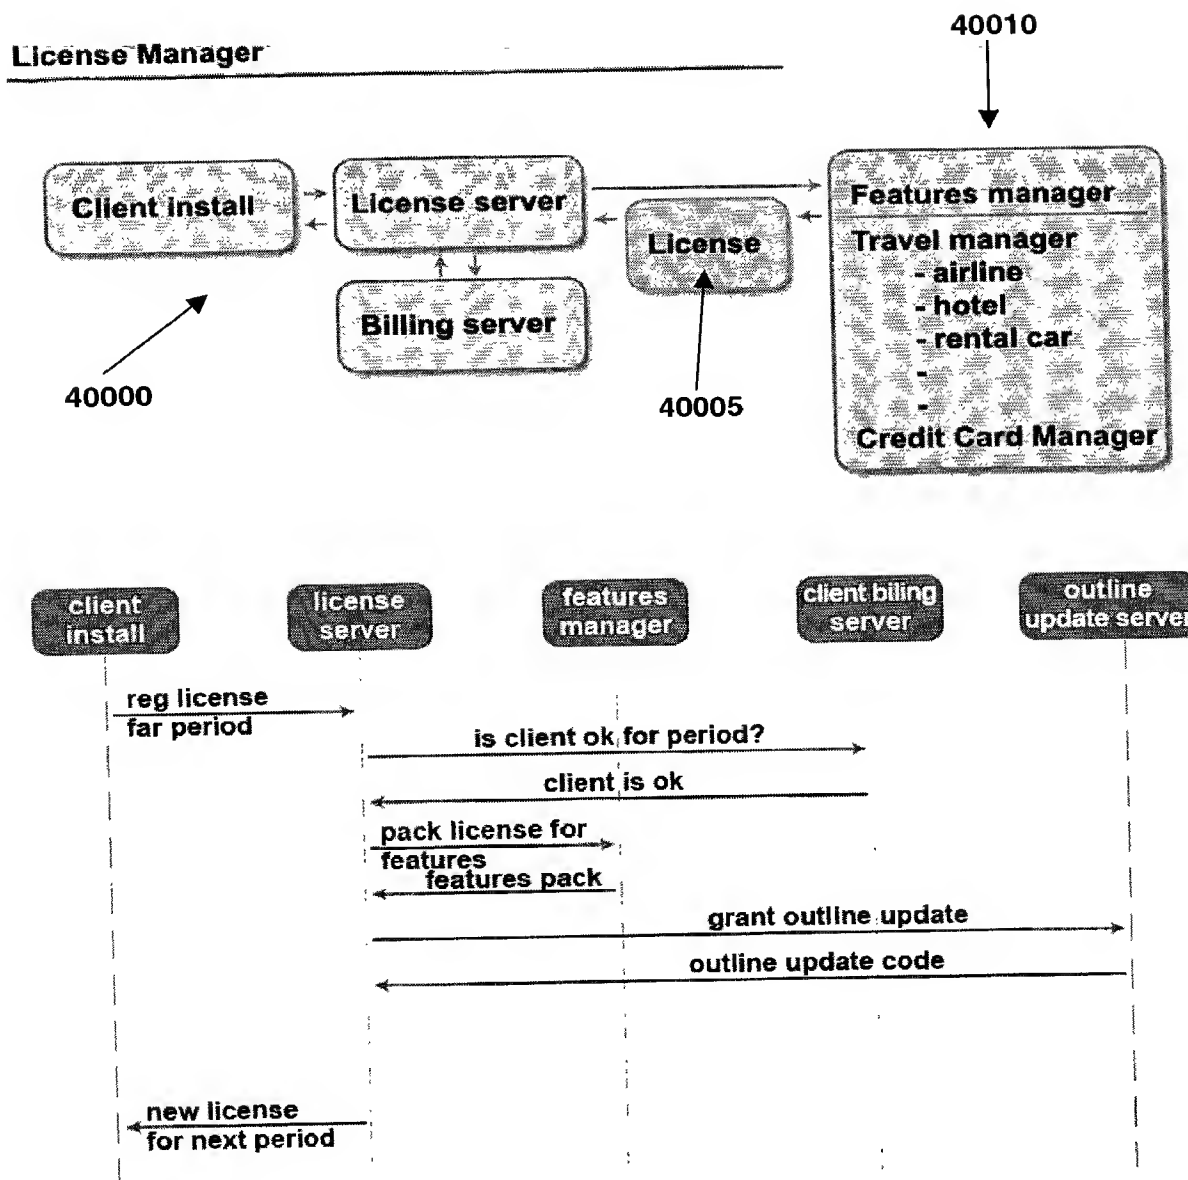 40010
License Manager
Client install
License server
License
Billing server
Features manager
Travel manager
- airline
- hotel
- rental car
-
-
Credit Card Manager
40000
40005
client
install
license
server
features
manager
client biling
server
outline
update server
reg license
far period
is client ok for period?
client is ok
pack license for
features
features pack
grant outline update
outline update code
new license
for next period